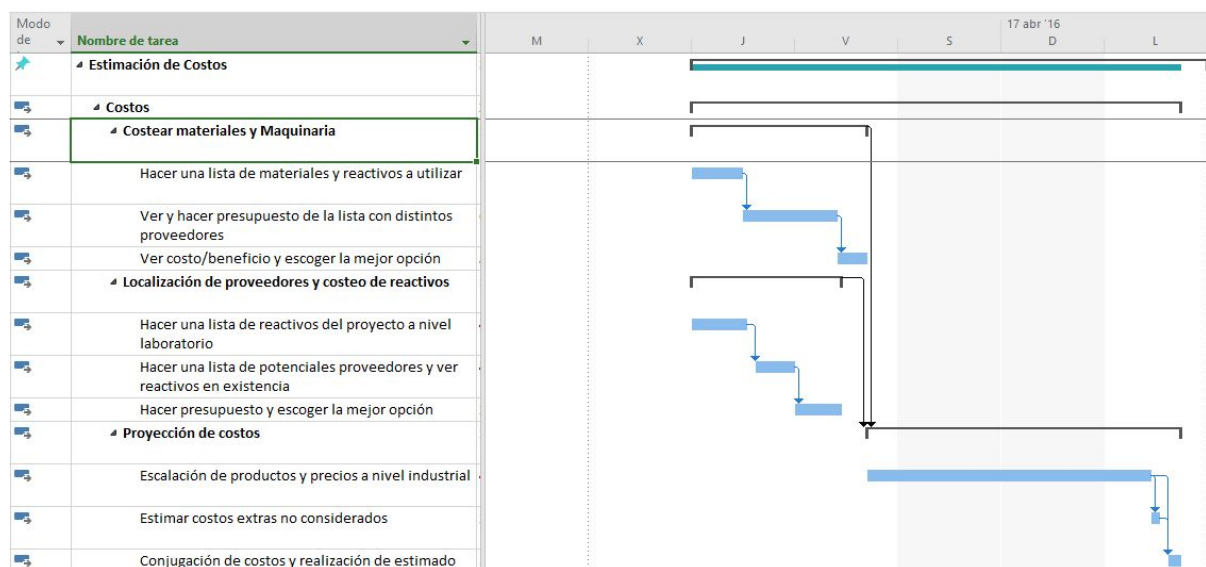 Modo
de
Nombre de tarea
17 abr '16
M X J V S D L
Estimación de Costos
Costos
Costear materiales y Maquinaria
Hacer una lista de materiales y reactivos a utilizar
Ver y hacer presupuesto de la lista con distintos
proveedores
Ver costo/beneficio y escoger la mejor opción
Localización de proveedores y costeo de reactivos
Hacer una lista de reactivos del proyecto a nivel
laboratorio
Hacer una lista de potenciales proveedores y ver
reactivos en existencia
Hacer presupuesto y escoger la mejor opción
Proyección de costos
Escalación de productos y precios a nivel industrial
Estimar costos extras no considerados
Conjugación de costos y realización de estimado